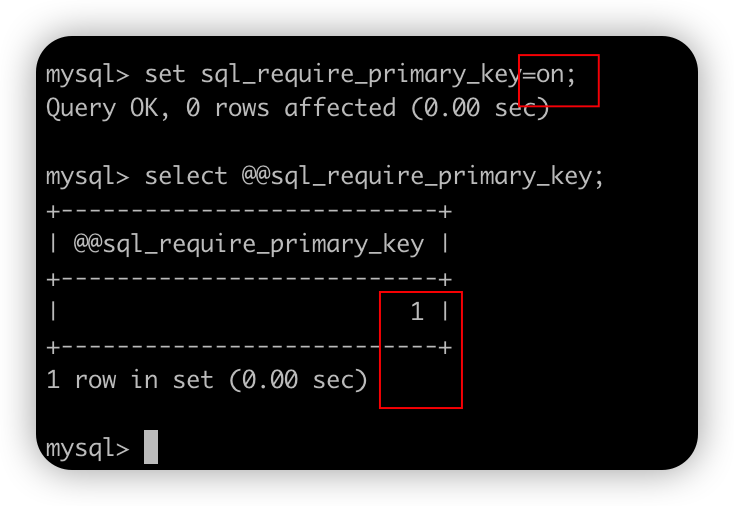 mysql> set sql_require_primary_key=on;
Query OK, 0 rows affected (0.00 sec)
mysql> select @@sql_require_primary_key;
+---------------------------+
| @@sql_require_primary_key |
+---------------------------+
|                         1 |
+---------------------------+
1 row in set (0.00 sec)
mysql>